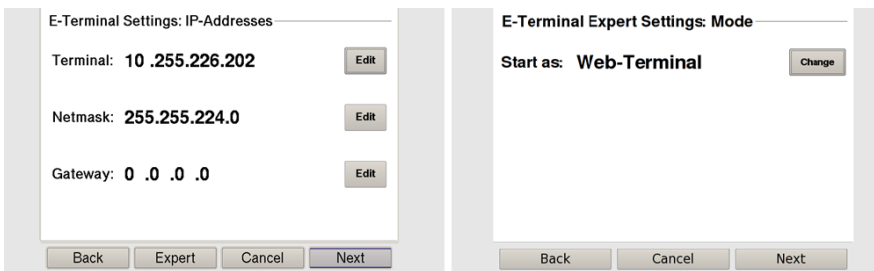 E-Terminal Settings: IP-Addresses
Terminal: 10 .255.226.202 Edit
Netmask: 255.255.224.0 Edit
Gateway: 0 .0 .0 .0 Edit
Back Expert Cancel Next
E-Terminal Expert Settings: Mode
Start as: Web-Terminal Change
Back Cancel Next